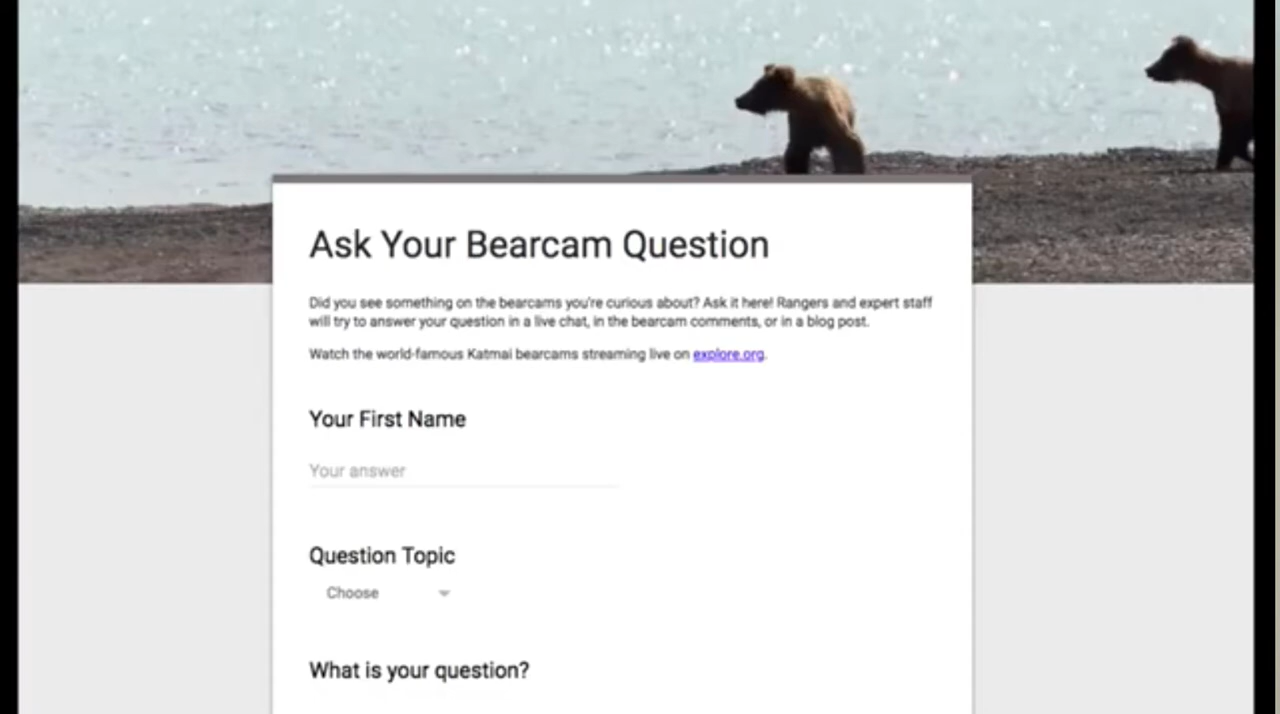 Ask Your Bearcam Question
Did you see something on the bearcams you're curious about? Ask it here! Rangers and expert staff
will try to answer your question in a live chat, in the bearcam comments, or in a blog post.
Watch the world-famous Katmai bearcams streaming live on explore.org.
Your First Name
Your answer
Question Topic
Choose
What is your question?